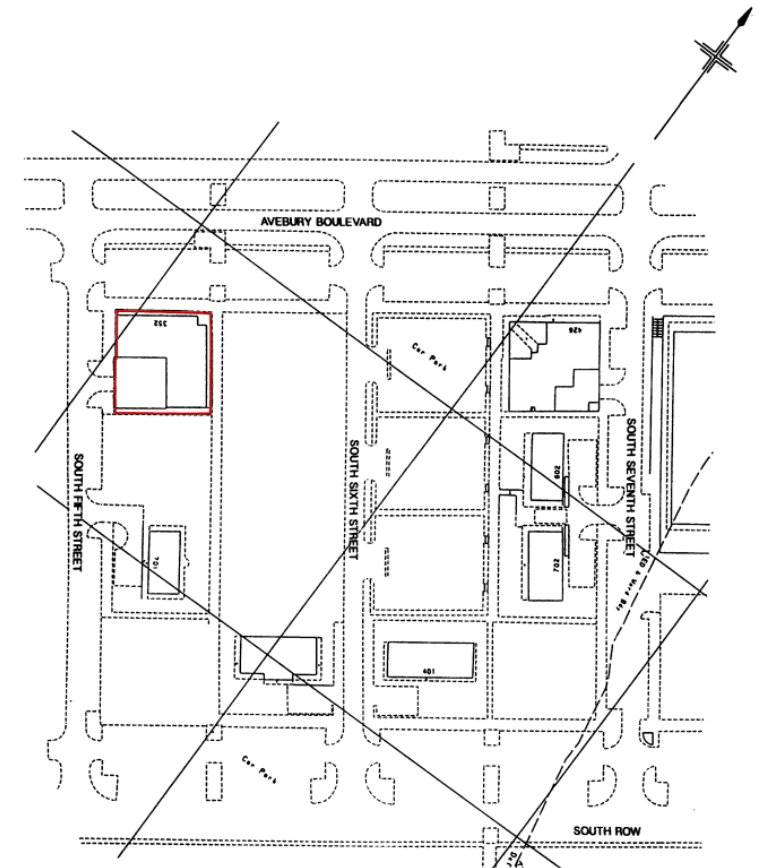 AVEBURY BOULEVARD
352
Car Park
426
SOUTH FIFTH STREET
SOUTH SIXTH STREET
SOUTH SEVENTH STREET
602
702
401
Car Park
SOUTH ROW